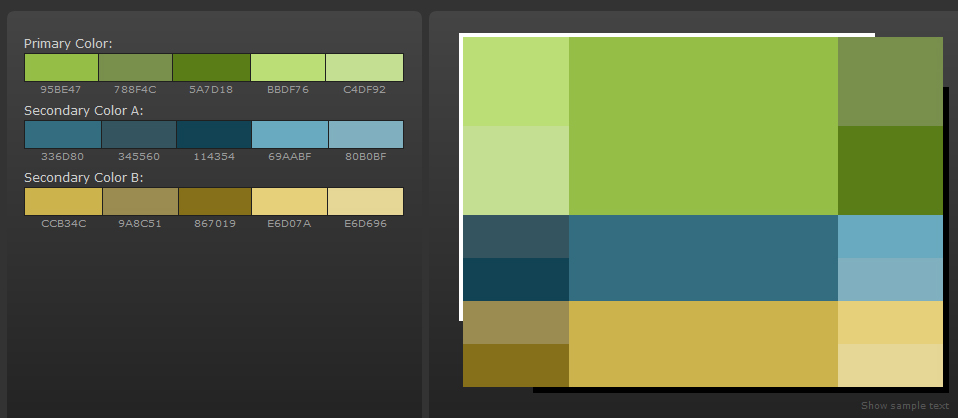 Primary Color:
95BE47 788F4C 5A7D18 BBDF76 C4DF92
Secondary Color A:
336D80 345560 114354 69AABF 80B0BF
Secondary Color B:
CCB34C 9A8C51 867019 E6D07A E6D696
Show sample text